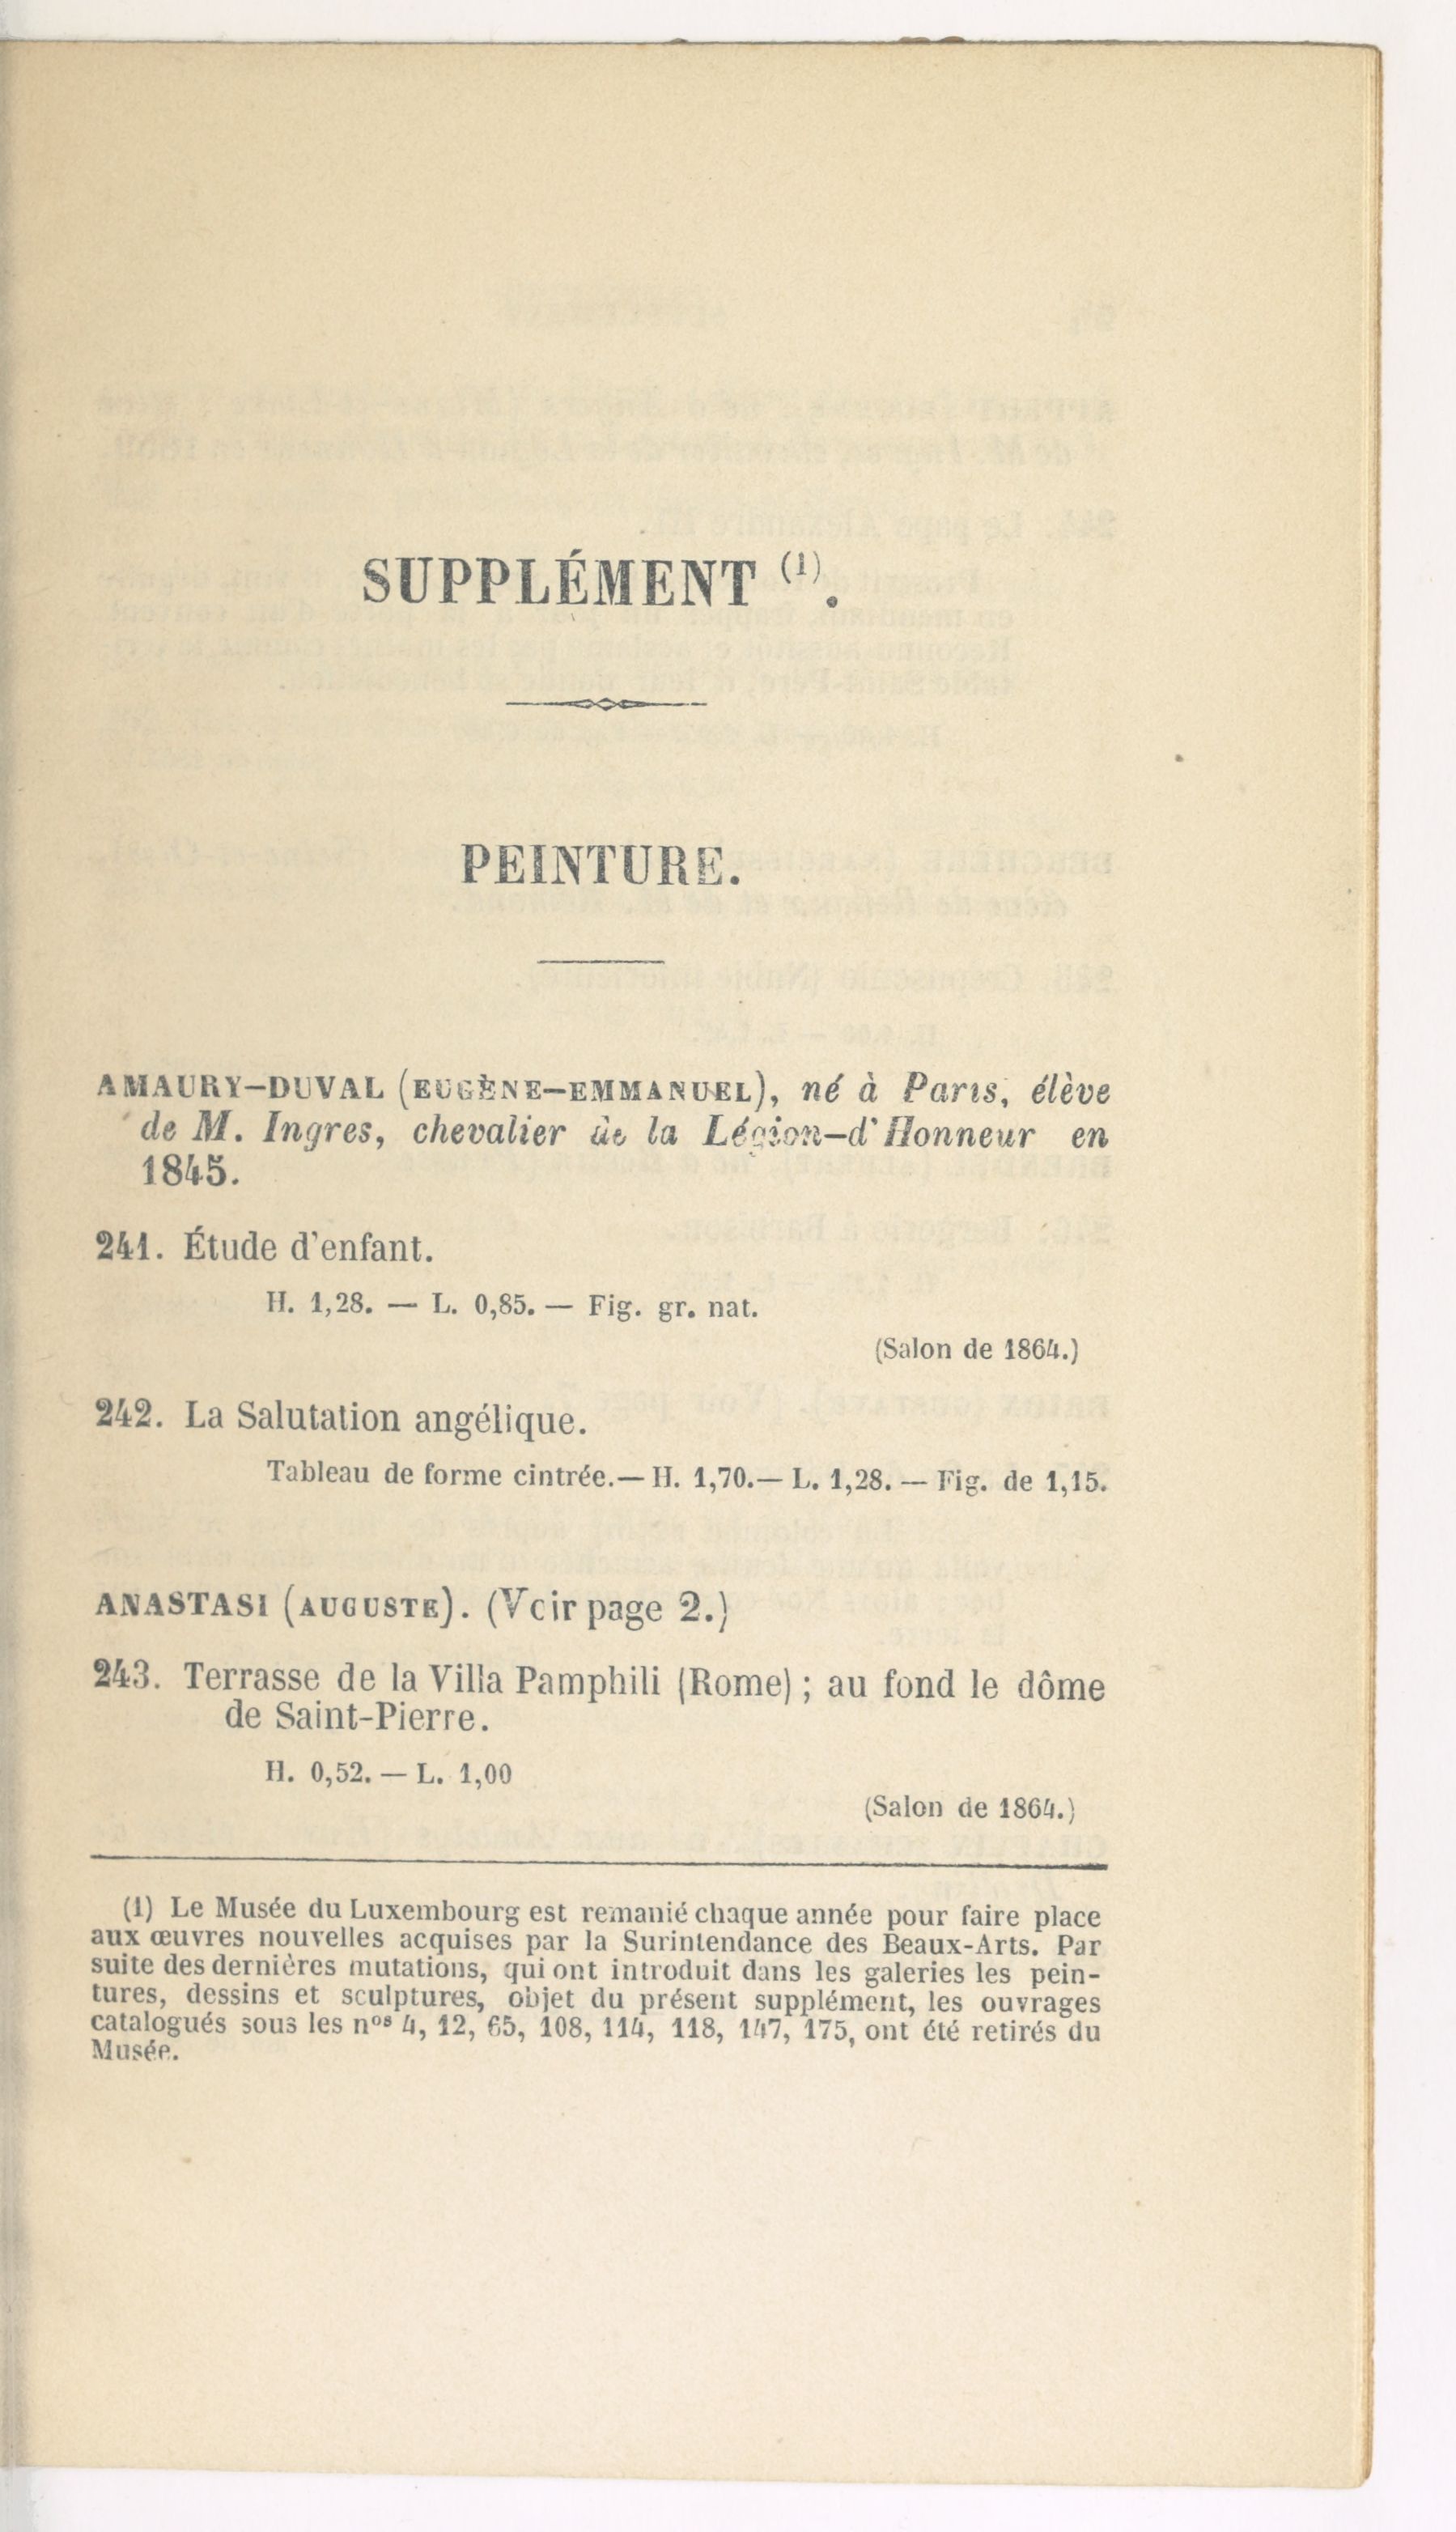 SUPPLÉMENT (1).
PEINTURE.
AMAURY-DUVAL (EUGÈNE-EMMANUEL), né à Paris, élève
de M. Ingres, chevalier de la Légion-d'Honneur en
1845.
241. Étude d'enfant.
H. 1,28. — L. 0,85. — Fig. gr. nat.
(Salon de 1864.)
242. La Salutation angélique.
Tableau de forme cintrée. — H. 1,70. — L. 1,28. — Fig. de 1,15.
ANASTASI (AUGUSTE). (Voir page 2.)
243. Terrasse de la Villa Pamphili (Rome) ; au fond le dôme
de Saint-Pierre.
H. 0,52. — L. 1,00
(Salon de 1864.)
(1) Le Musée du Luxembourg est remanié chaque année pour faire place
aux œuvres nouvelles acquises par la Surintendance des Beaux-Arts. Par
suite des dernières mutations, qui ont introduit dans les galeries les pein-
tures, dessins et sculptures, objet du présent supplément, les ouvrages
catalogués sous les nos 4, 12, 65, 108, 114, 118, 147, 175, ont été retirés du
Musée.